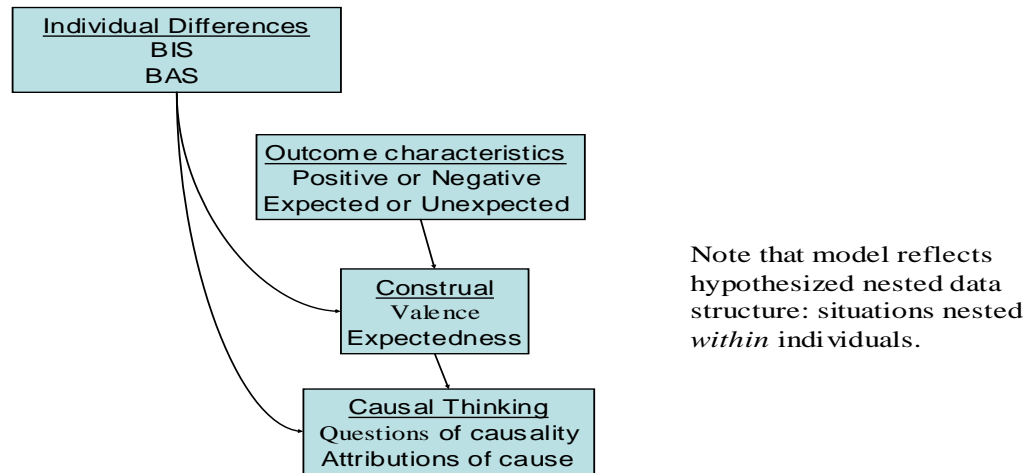 Individual Differences
BIS
BAS
Outcome characteristics
Positive or Negative
Expected or Unexpected
Construal
Valence
Expectedness
Causal Thinking
Questions of causality
Attributions of cause
Note that model reflects
hypothesized nested data
structure: situations nested
within individuals.